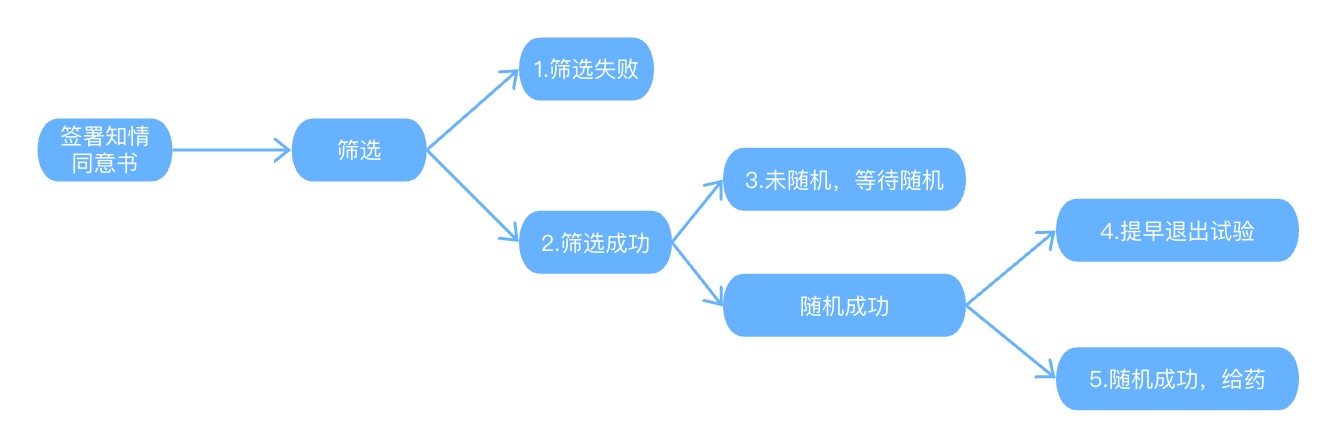 签署知情
同意书
筛选
1.筛选失败
2.筛选成功
3.未随机，等待随机
随机成功
4.提早退出试验
5.随机成功，给药